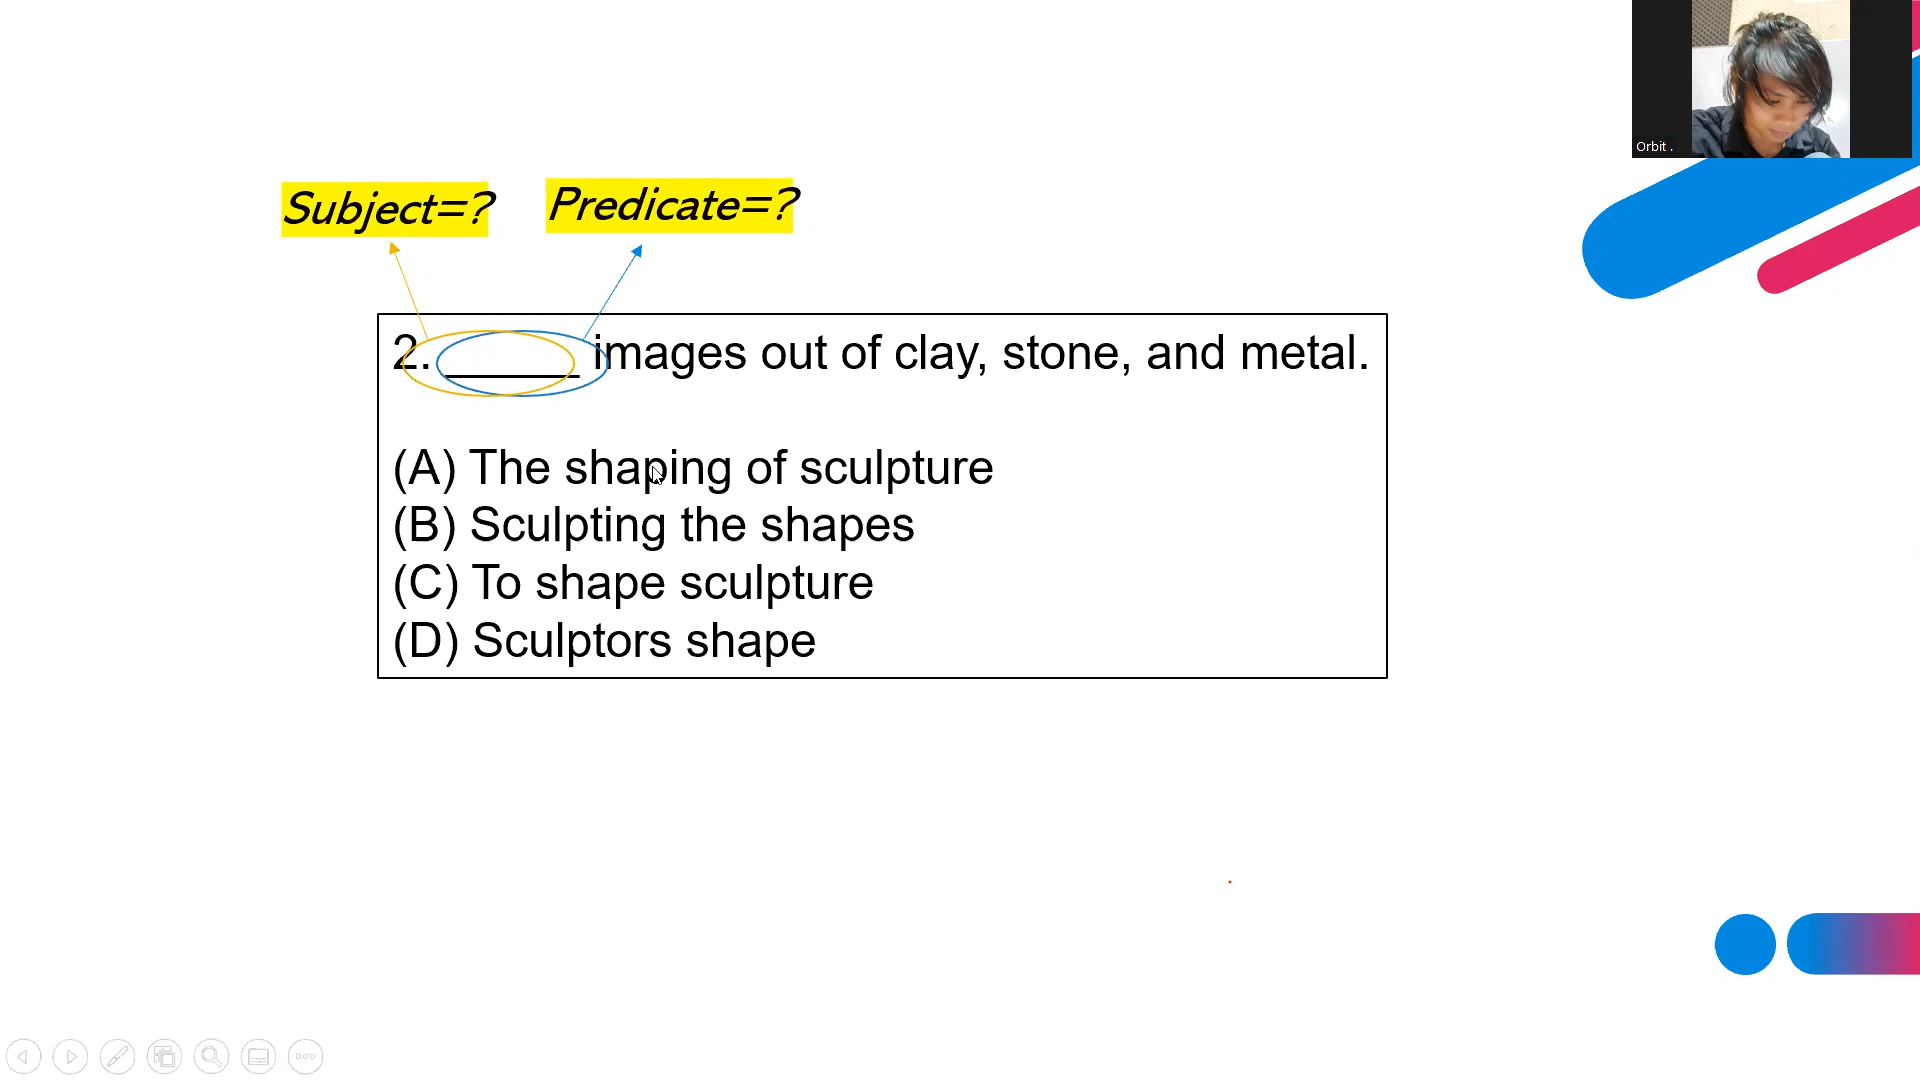 Orbit .
Subject=?
Predicate=?
2. ______ images out of clay, stone, and metal.
(A) The shaping of sculpture
(B) Sculpting the shapes
(C) To shape sculpture
(D) Sculptors shape